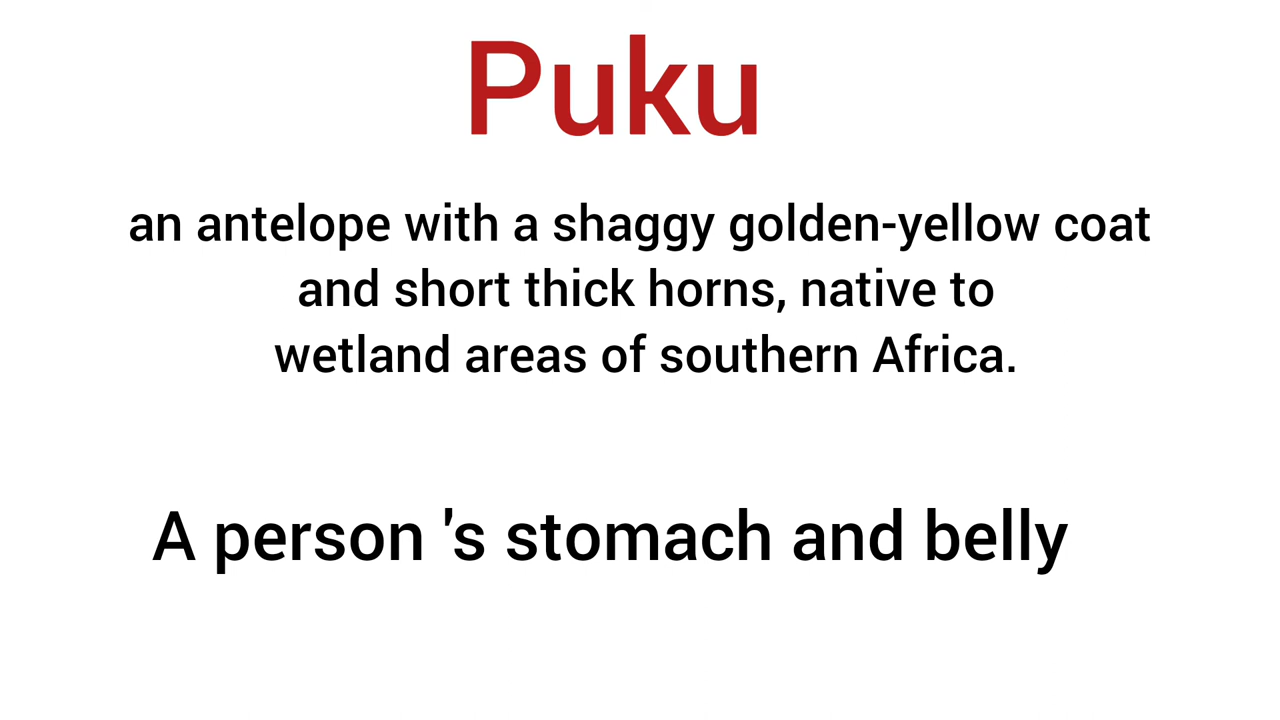 Puku
an antelope with a shaggy golden-yellow coat
and short thick horns, native to
wetland areas of southern Africa.
A person 's stomach and belly